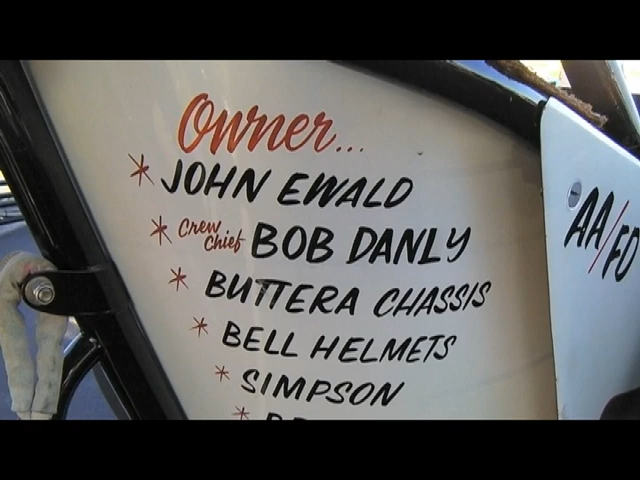 Owner...
* JOHN EWALD
* Crew Chief BOB DANLY
* BUTTERA CHASSIS
* BELL HELMETS
* SIMPSON
AA/FD